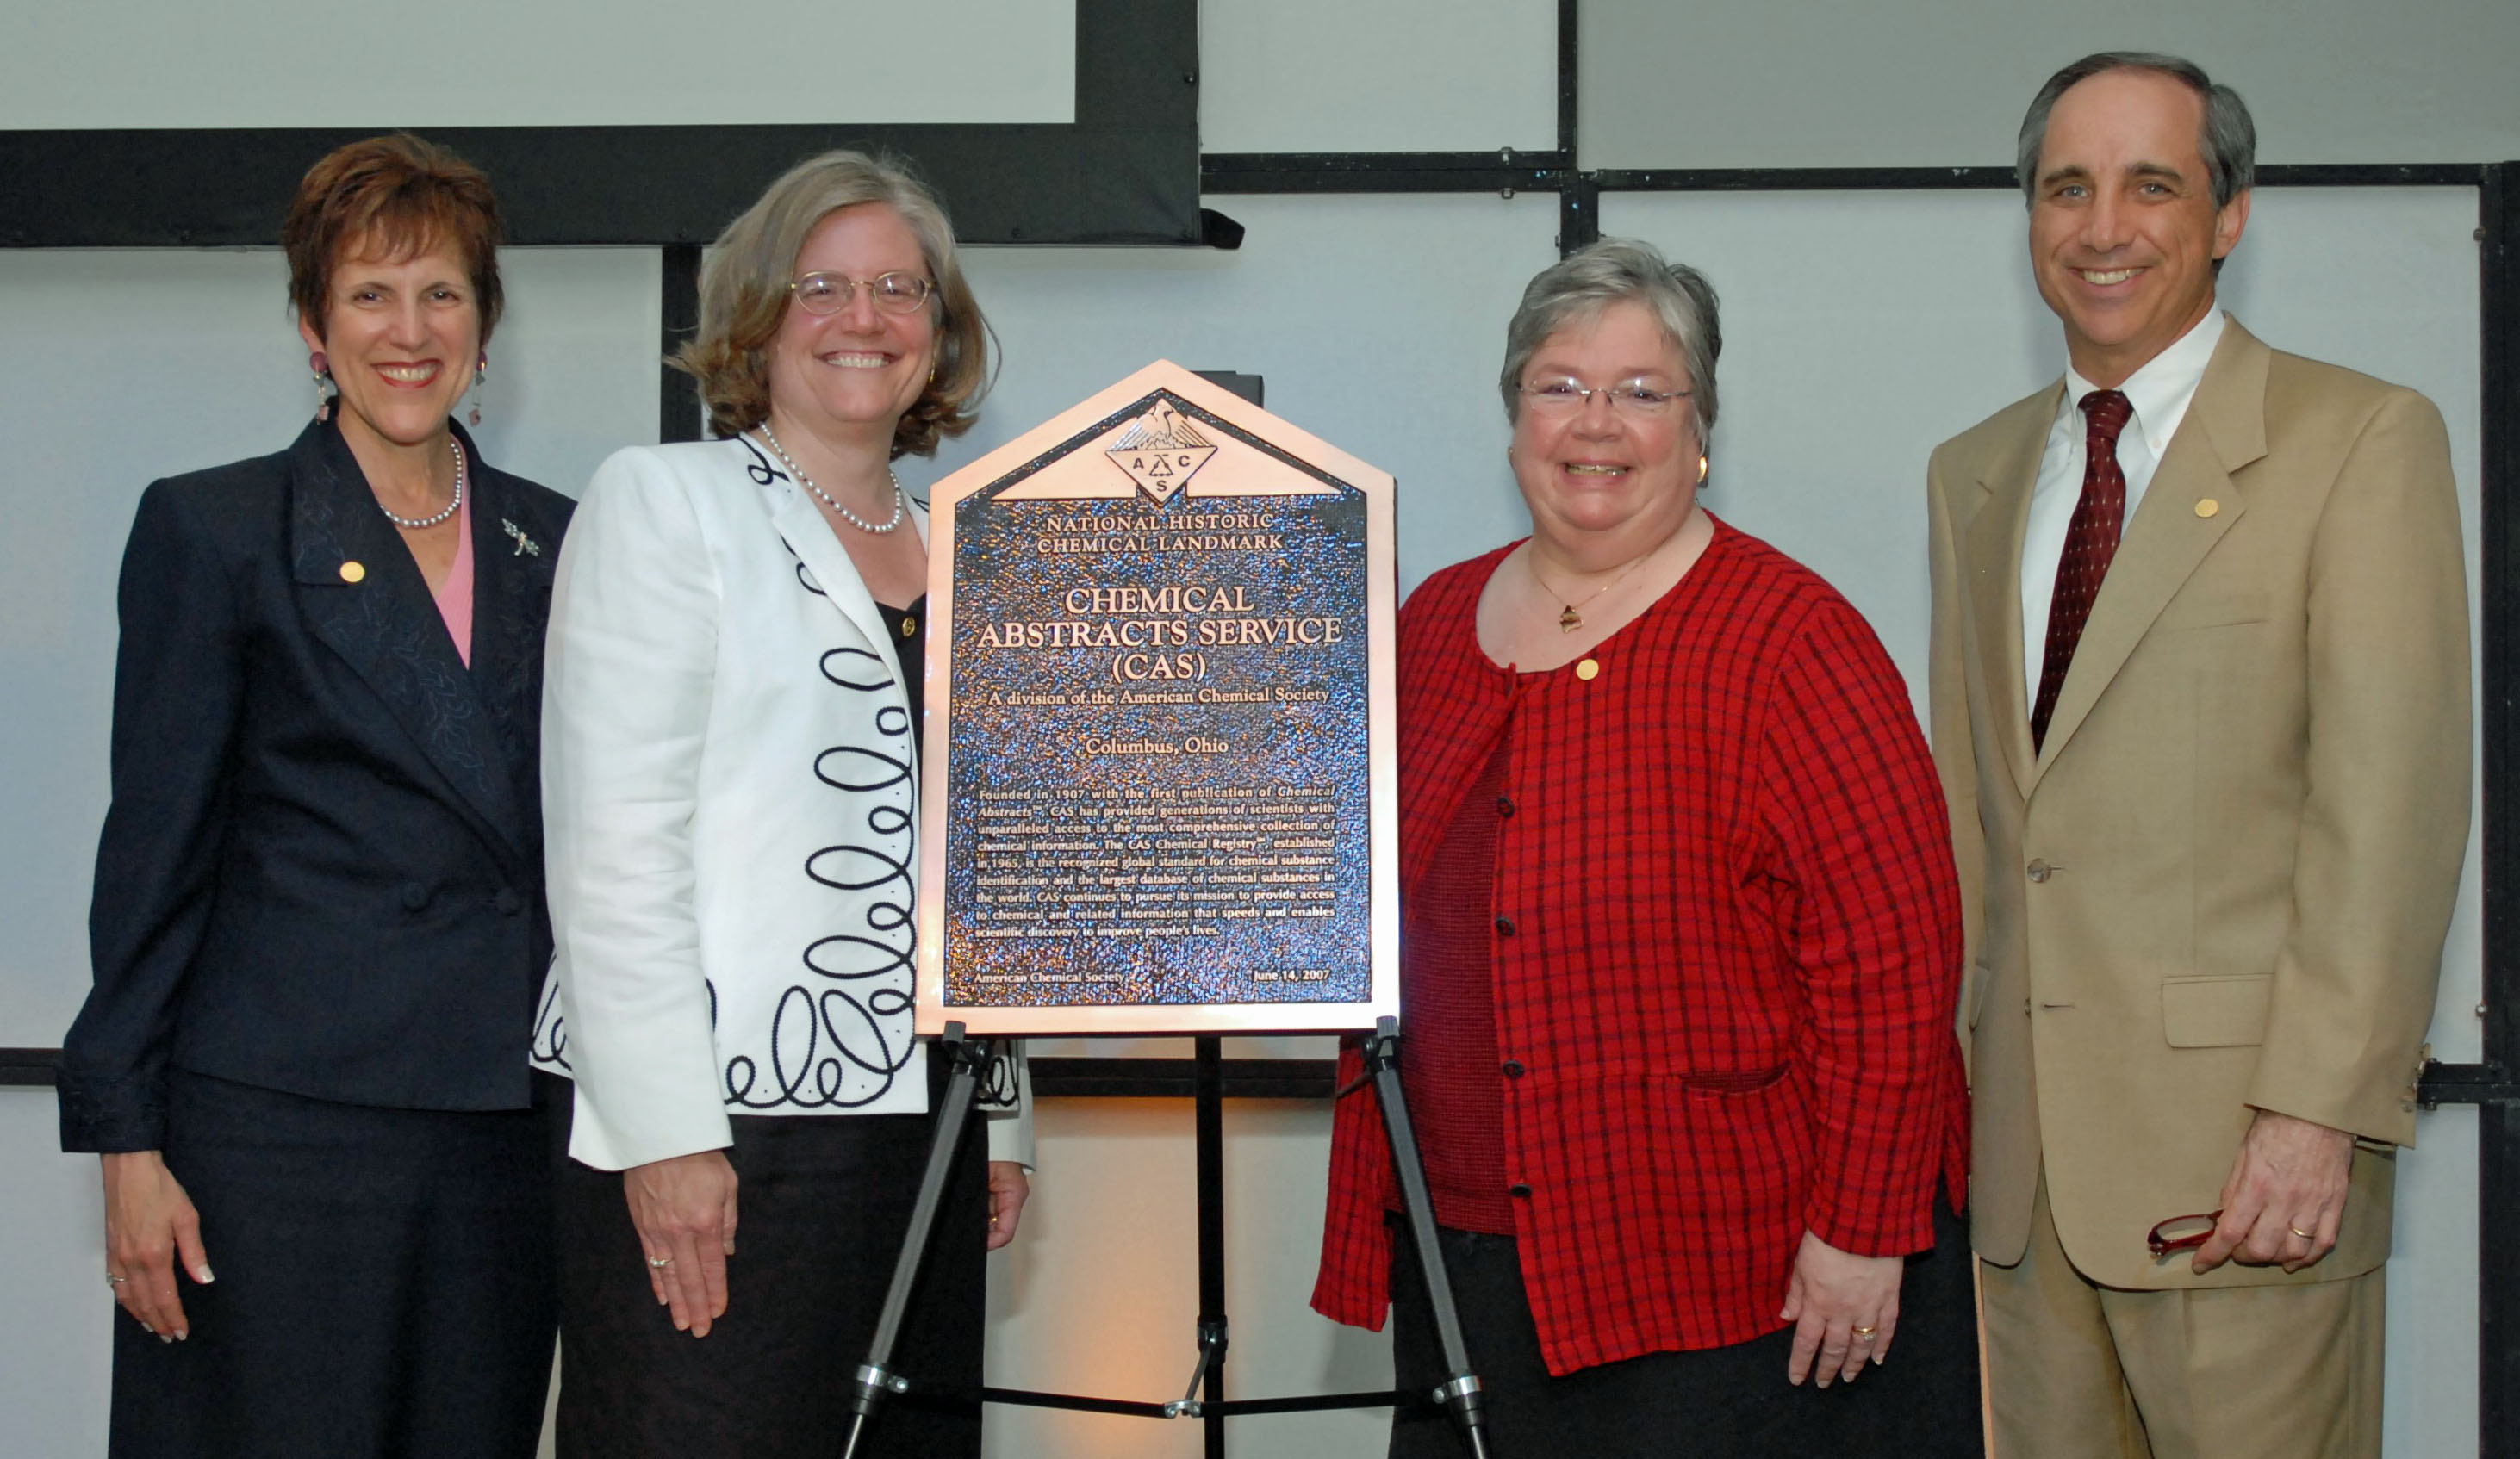 A C
S
NATIONAL HISTORIC
CHEMICAL LANDMARK
CHEMICAL
ABSTRACTS SERVICE
(CAS)
A division of the American Chemical Society
Columbus, Ohio
Founded in 1907 with the first publication of Chemical
Abstracts™ CAS has provided generations of scientists with
unparalleled access to the most comprehensive collection of
chemical information. The CAS Chemical Registry℠ established
in 1965, is the recognized global standard for chemical substance
identification and the largest database of chemical substances in
the world. CAS continues to pursue its mission to provide access
to chemical and related information that speeds and enables
scientific discovery to improve people's lives.
American Chemical Society
June 14, 2007